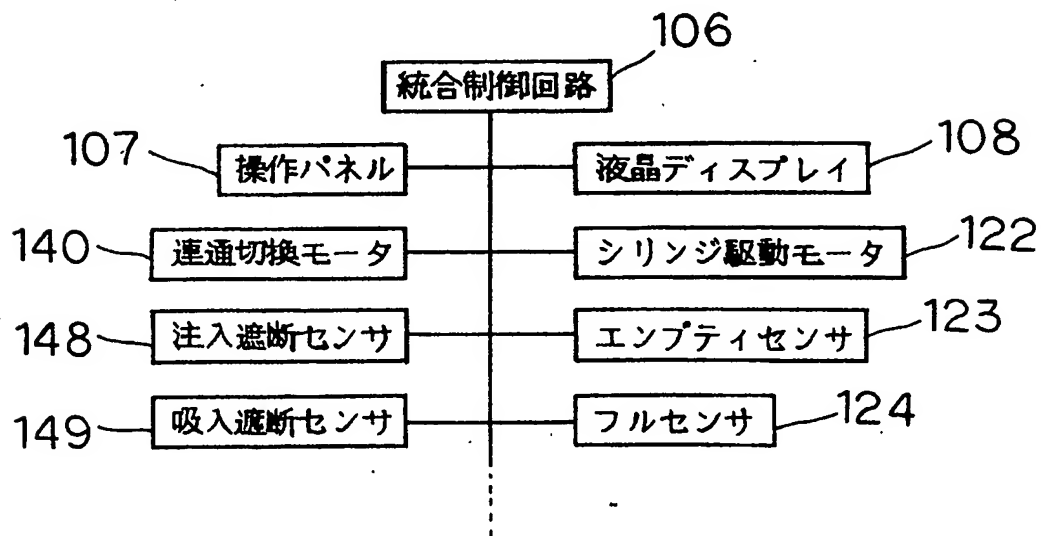 106
統合制御回路
107 操作パネル 液晶ディスプレイ 108
140 連通切換モータ シリンジ駆動モータ 122
148 注入遮断センサ エンプティセンサ 123
149 吸入遮断センサ フルセンサ 124